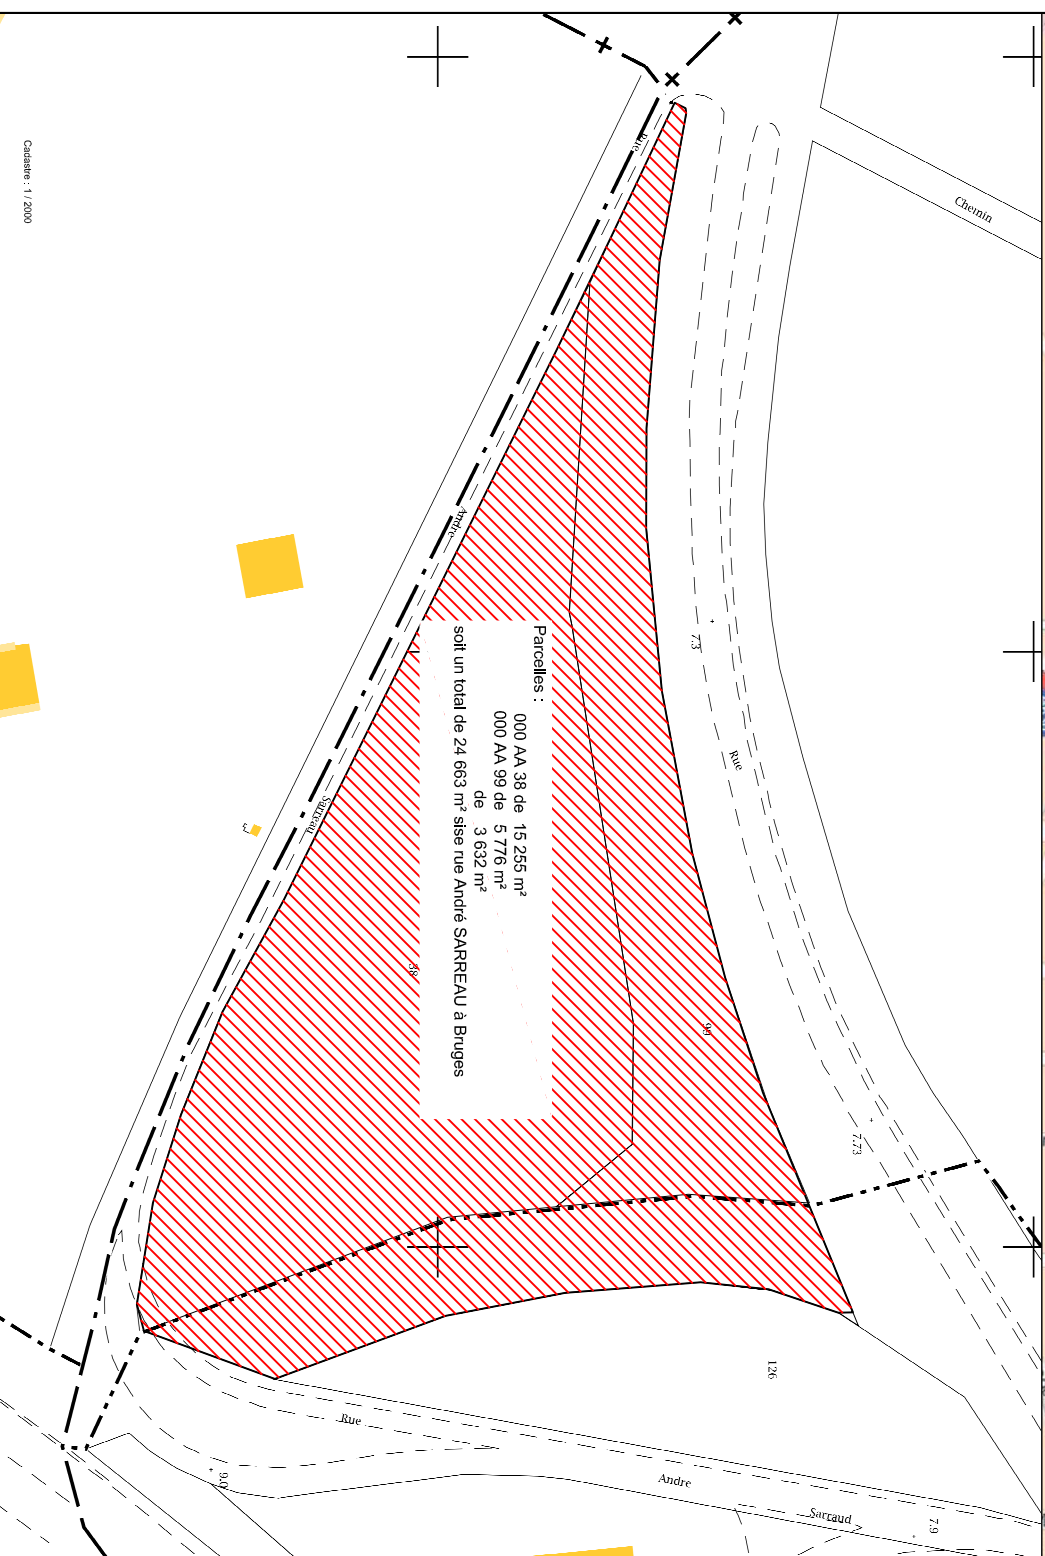 Cadastre : 1 / 2000
Chemin
Rue
Andre
Sarreau
7.3
Rue
Parcelles :
000 AA 38 de 15 255 m²
000 AA 99 de 5 776 m²
de 3 632 m²
soit un total de 24 663 m² sise rue André SARREAU à Bruges
38
99
7.73
126
Rue
Andre
Sarraud
7.9